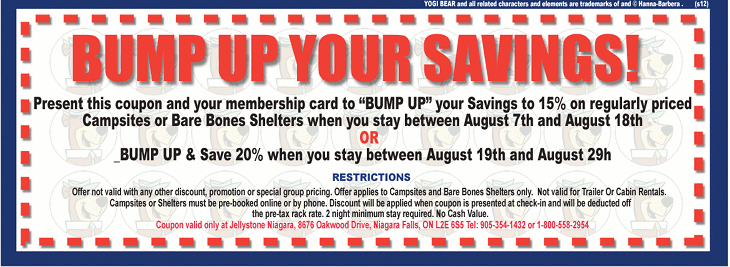 YOGI BEAR and all related characters and elements are trademarks of and © Hanna-Barbera . (s12)
BUMP UP YOUR SAVINGS!
Present this coupon and your membership card to “BUMP UP” your Savings to 15% on regularly priced
Campsites or Bare Bones Shelters when you stay between August 7th and August 18th
OR
_BUMP UP & Save 20% when you stay between August 19th and August 29h
RESTRICTIONS
Offer not valid with any other discount, promotion or special group pricing. Offer applies to Campsites and Bare Bones Shelters only. Not valid for Trailer Or Cabin Rentals.
Campsites or Shelters must be pre-booked online or by phone. Discount will be applied when coupon is presented at check-in and will be deducted off
the pre-tax rack rate. 2 night minimum stay required. No Cash Value.
Coupon valid only at Jellystone Niagara, 8676 Oakwood Drive, Niagara Falls, ON L2E 6S5 Tel: 905-354-1432 or 1-800-558-2954